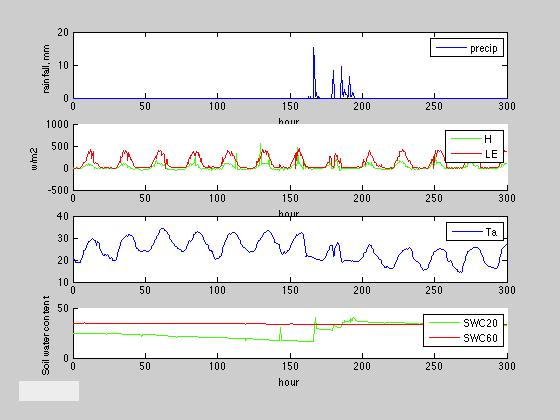 20
10
0
rainfall, mm
precip
0 50 100 150 200 250 300
hour
1000
500
0
-500
w/m2
H
LE
0 50 100 150 200 250 300
hour
40
30
20
10
Ta
0 50 100 150 200 250 300
hour
50
0
Soil water content
SWC20
SWC60
0 50 100 150 200 250 300
hour